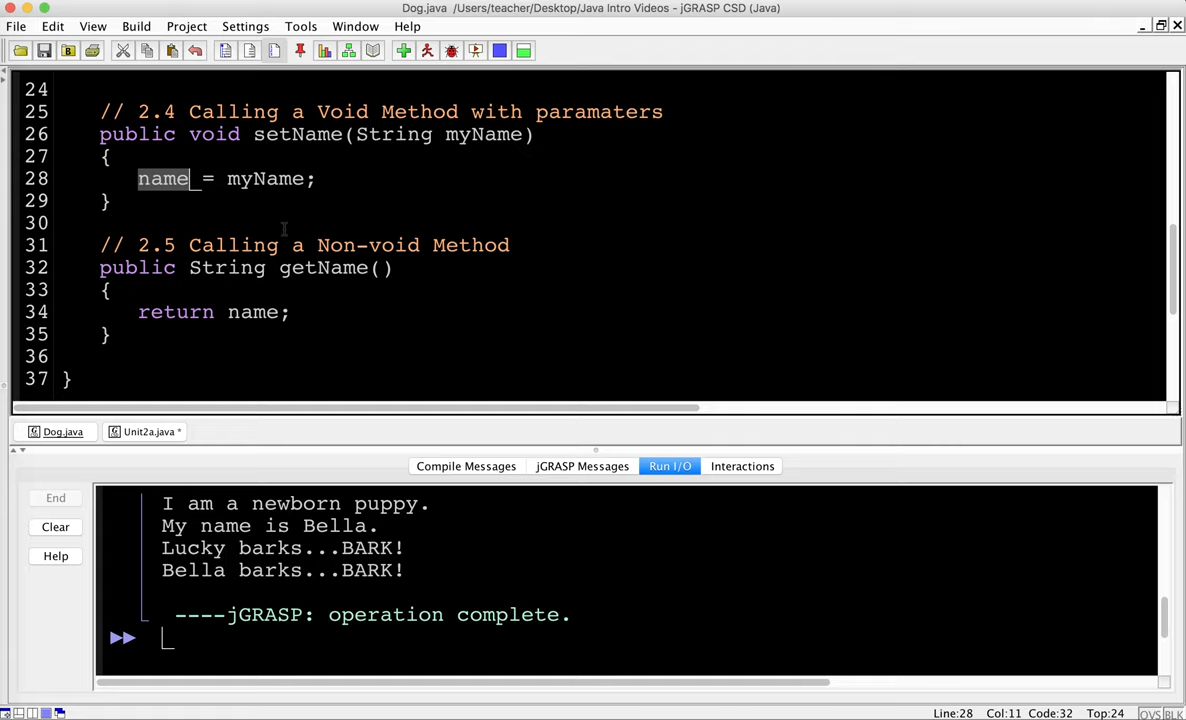 Dog.java /Users/teacher/Desktop/Java Intro Videos - jGRASP CSD (Java)
File Edit View Build Project Settings Tools Window Help
24
25 // 2.4 Calling a Void Method with paramaters
26 public void setName(String myName)
27 {
28 name = myName;
29 }
30
31 // 2.5 Calling a Non-void Method
32 public String getName()
33 {
34 return name;
35 }
36
37 }
Dog.java Unit2a.java *
Compile Messages jGRASP Messages Run I/O Interactions
End
Clear
Help
I am a newborn puppy.
My name is Bella.
Lucky barks...BARK!
Bella barks...BARK!
----jGRASP: operation complete.
Line:28 Col:11 Code:32 Top:24 OVS BLK